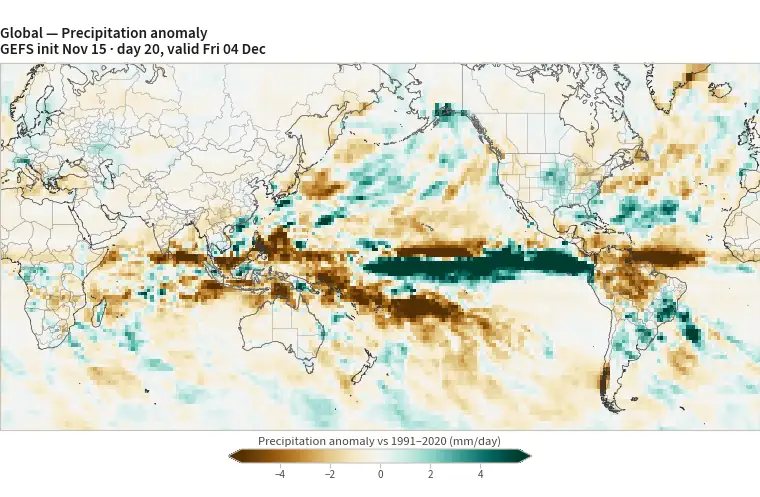 Global — Precipitation anomaly
GEFS init Nov 15 · day 20, valid Fri 04 Dec
Precipitation anomaly vs 1991–2020 (mm/day)
−4 −2 0 2 4